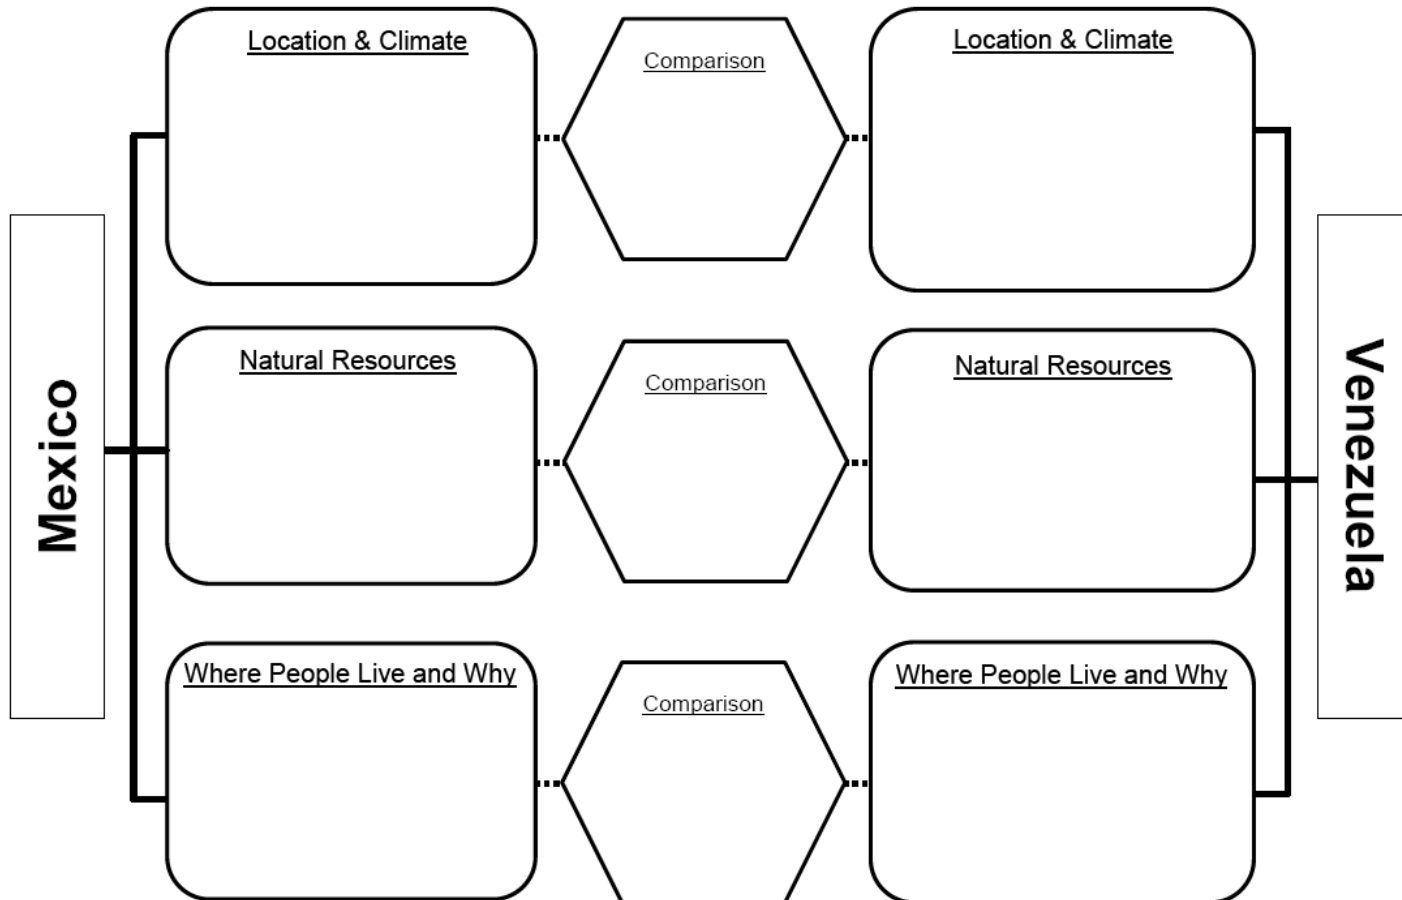 Location & Climate
Comparison
Location & Climate
Mexico
Natural Resources
Comparison
Natural Resources
Venezuela
Where People Live and Why
Comparison
Where People Live and Why